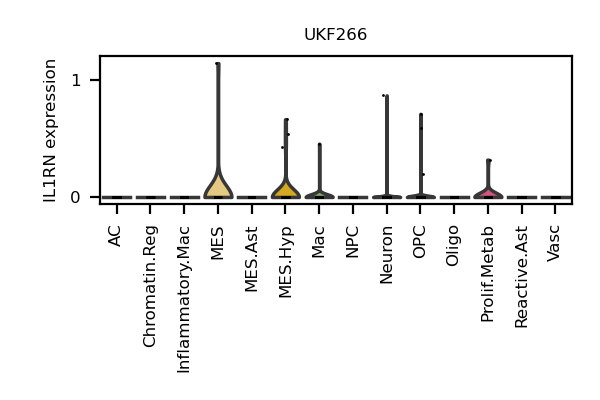 UKF266
IL1RN expression
1
0
AC
Chromatin.Reg
Inflammatory.Mac
MES
MES.Ast
MES.Hyp
Mac
NPC
Neuron
OPC
Oligo
Prolif.Metab
Reactive.Ast
Vasc